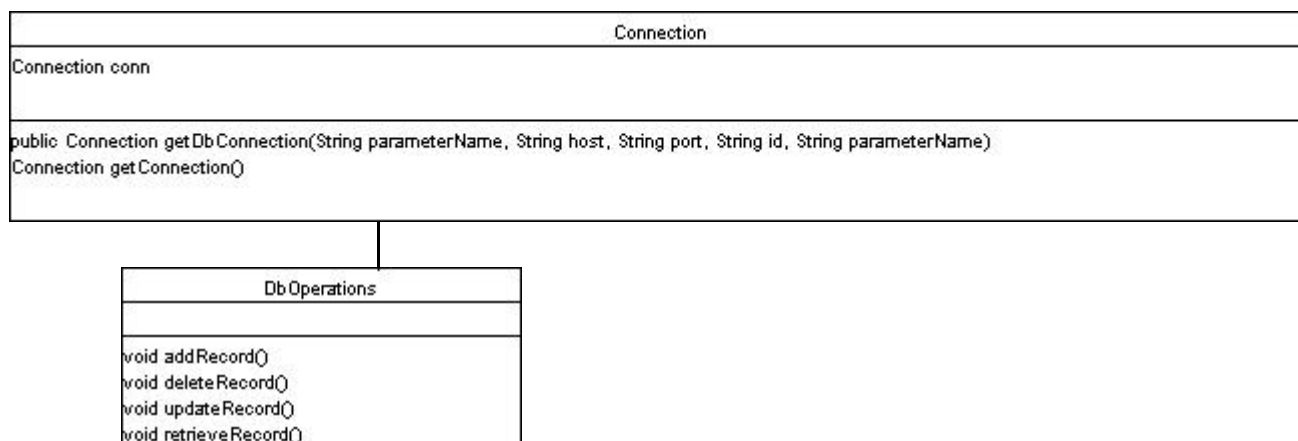 Connection
Connection conn
public Connection getDbConnection(String parameterName, String host, String port, String id, String parameterName)
Connection getConnection()
DbOperations
void addRecord()
void deleteRecord()
void updateRecord()
void retrieveRecord()